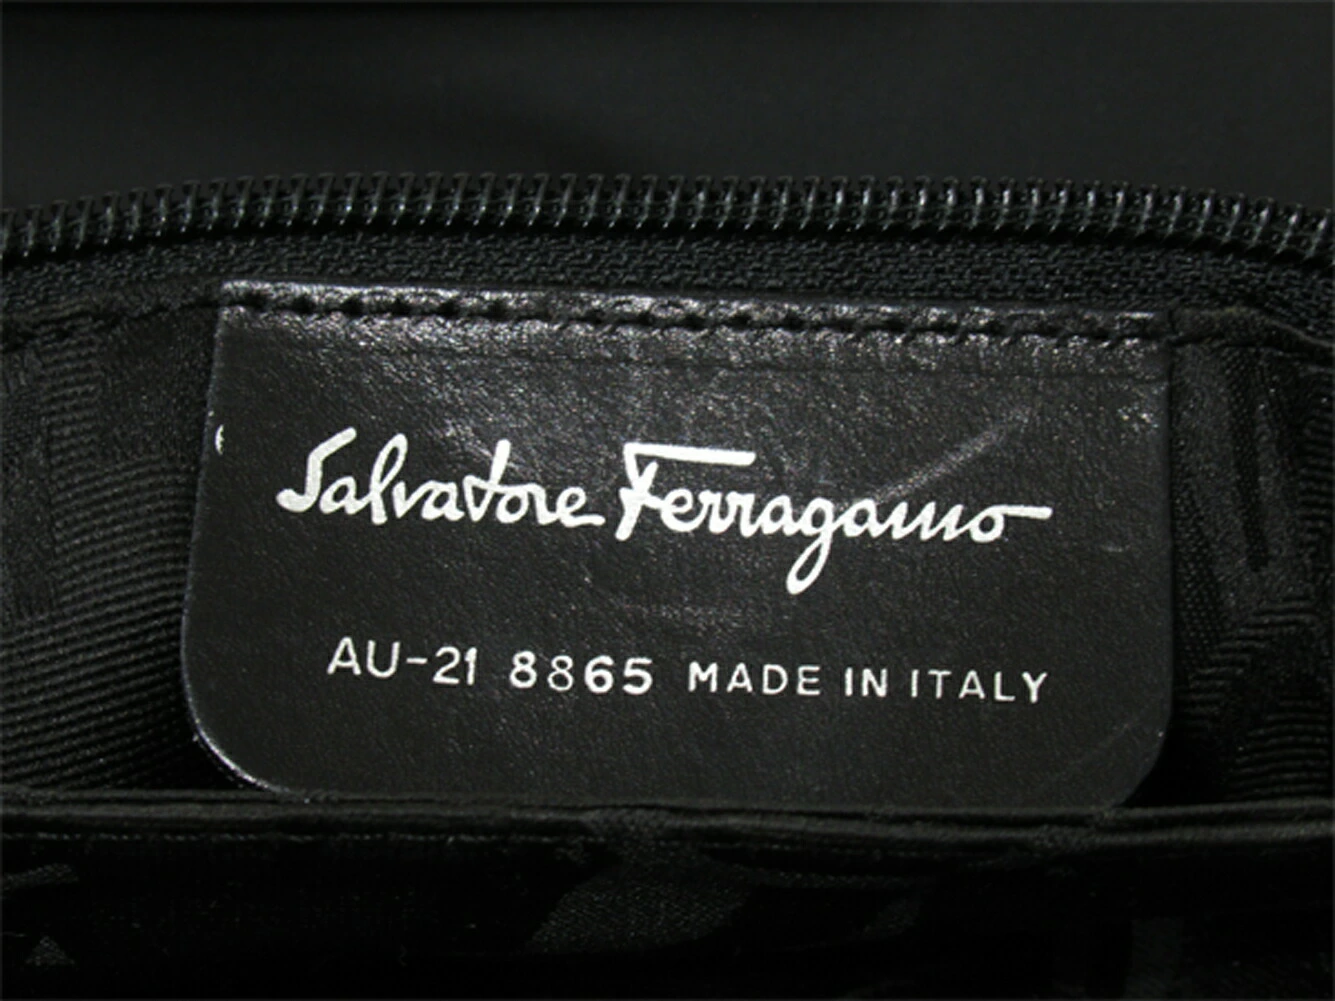 Salvatore Ferragamo
AU-21 8865 MADE IN ITALY